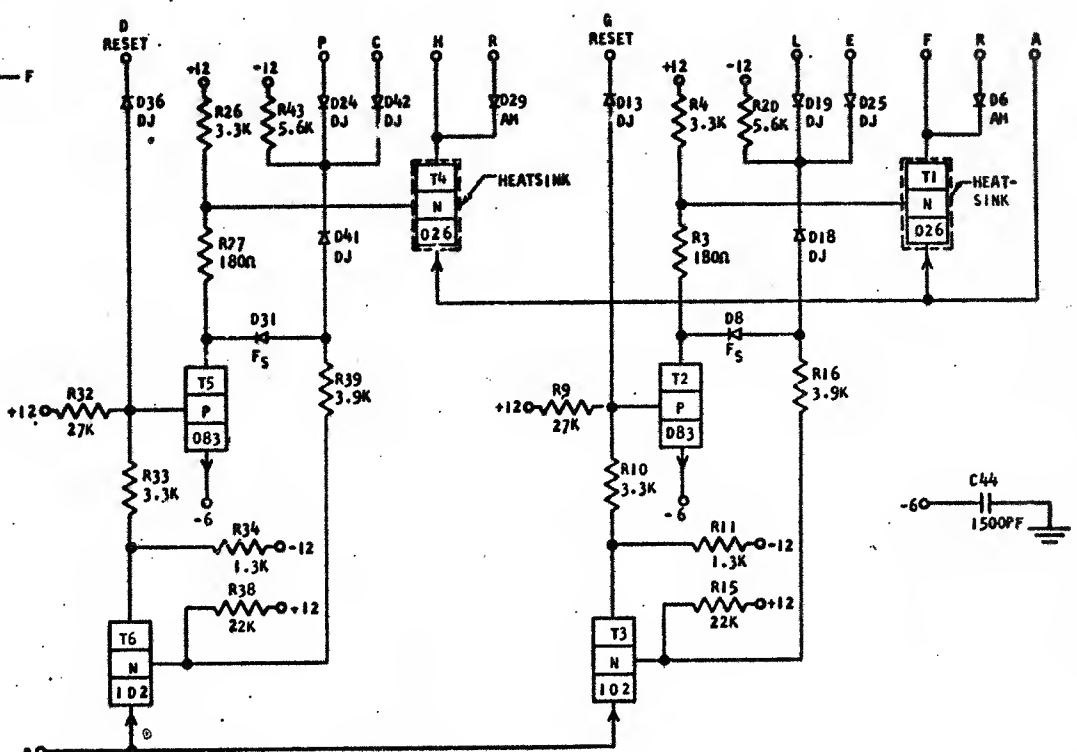 D
RESET
P
C
H
R
G
RESET
L
E
F
R
A
F
+12
-12
D36
DJ
R26
3.3K
R43
5.6K
D24
DJ
D42
DJ
D29
AM
D13
DJ
+12
-12
R4
3.3K
R20
5.6K
D19
DJ
D25
DJ
D6
AM
T4
N
026
HEATSINK
T1
N
026
HEAT-
SINK
R27
180Ω
D41
DJ
R3
180Ω
D18
DJ
D31
FS
D8
FS
+12
R32
27K
T5
P
083
R39
3.9K
+12
R9
27K
T2
P
083
R16
3.9K
R33
3.3K
-6
R10
3.3K
-6
-6
C44
1500PF
R34
1.3K
-12
R11
1.3K
-12
R38
22K
+12
R15
22K
+12
T6
N
102
T3
N
102